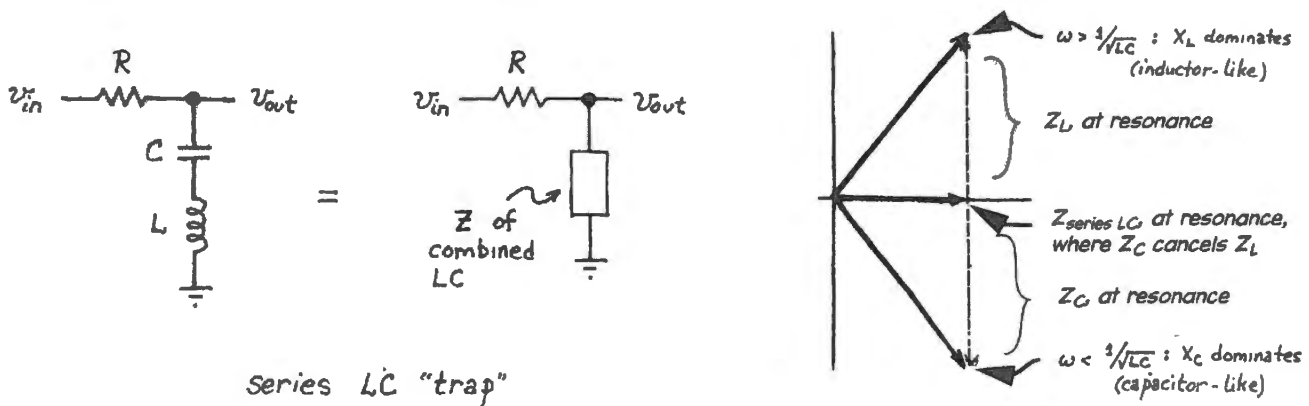 R
v_in
v_out
C
L
=
R
v_in
v_out
Z of
combined
LC
series LC "trap"
ω > 1/√LC : X_L dominates
(inductor-like)
Z_L, at resonance
Z_series LC, at resonance,
where Z_C cancels Z_L
Z_C, at resonance
ω < 1/√LC : X_C dominates
(capacitor-like)